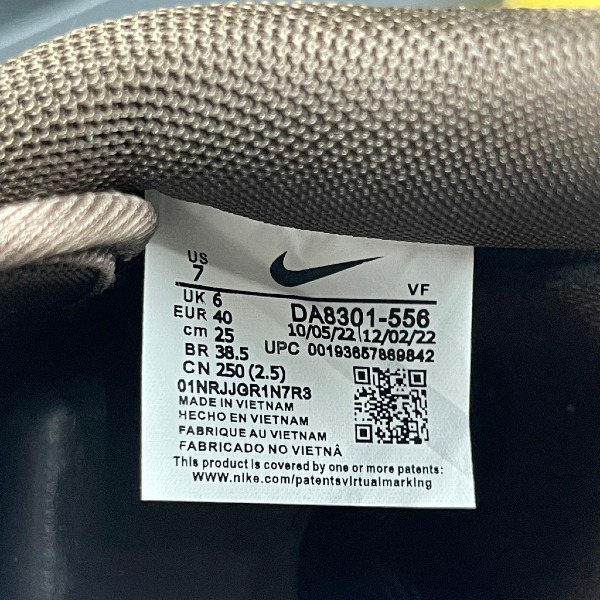 US
7
VF
UK 6
DA8301-556
EUR 40
10/05/22 12/02/22
cm 25
UPC 00193657869842
BR 38.5
CN 250 (2.5)
01NRJJGR1N7R3
MADE IN VIETNAM
HECHO EN VIETNAM
FABRIQUE AU VIETNAM
FABRICADO NO VIETNÃ
This product is covered by one or more patents:
www.nike.com/patentsvirtualmarking